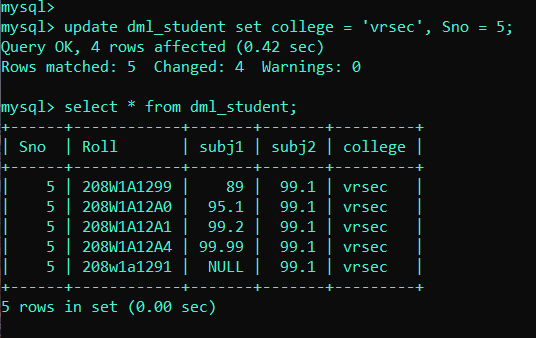 mysql>
mysql> update dml_student set college = 'vrsec', Sno = 5;
Query OK, 4 rows affected (0.42 sec)
Rows matched: 5  Changed: 4  Warnings: 0
mysql> select * from dml_student;
+------+------------+-------+-------+---------+
| Sno  | Roll       | subj1 | subj2 | college |
+------+------------+-------+-------+---------+
|    5 | 208W1A1299 |    89 |  99.1 | vrsec   |
|    5 | 208W1A12A0 |  95.1 |  99.1 | vrsec   |
|    5 | 208W1A12A1 |  99.2 |  99.1 | vrsec   |
|    5 | 208W1A12A4 | 99.99 |  99.1 | vrsec   |
|    5 | 208w1a1291 |  NULL |  99.1 | vrsec   |
+------+------------+-------+-------+---------+
5 rows in set (0.00 sec)